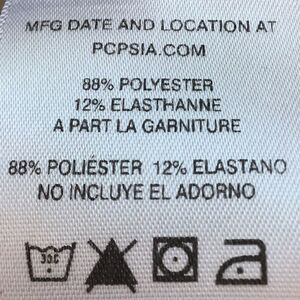 MFG DATE AND LOCATION AT
PCPSIA.COM
88% POLYESTER
12% ELASTHANNE
A PART LA GARNITURE
88% POLIÉSTER 12% ELASTANO
NO INCLUYE EL ADORNO
30C